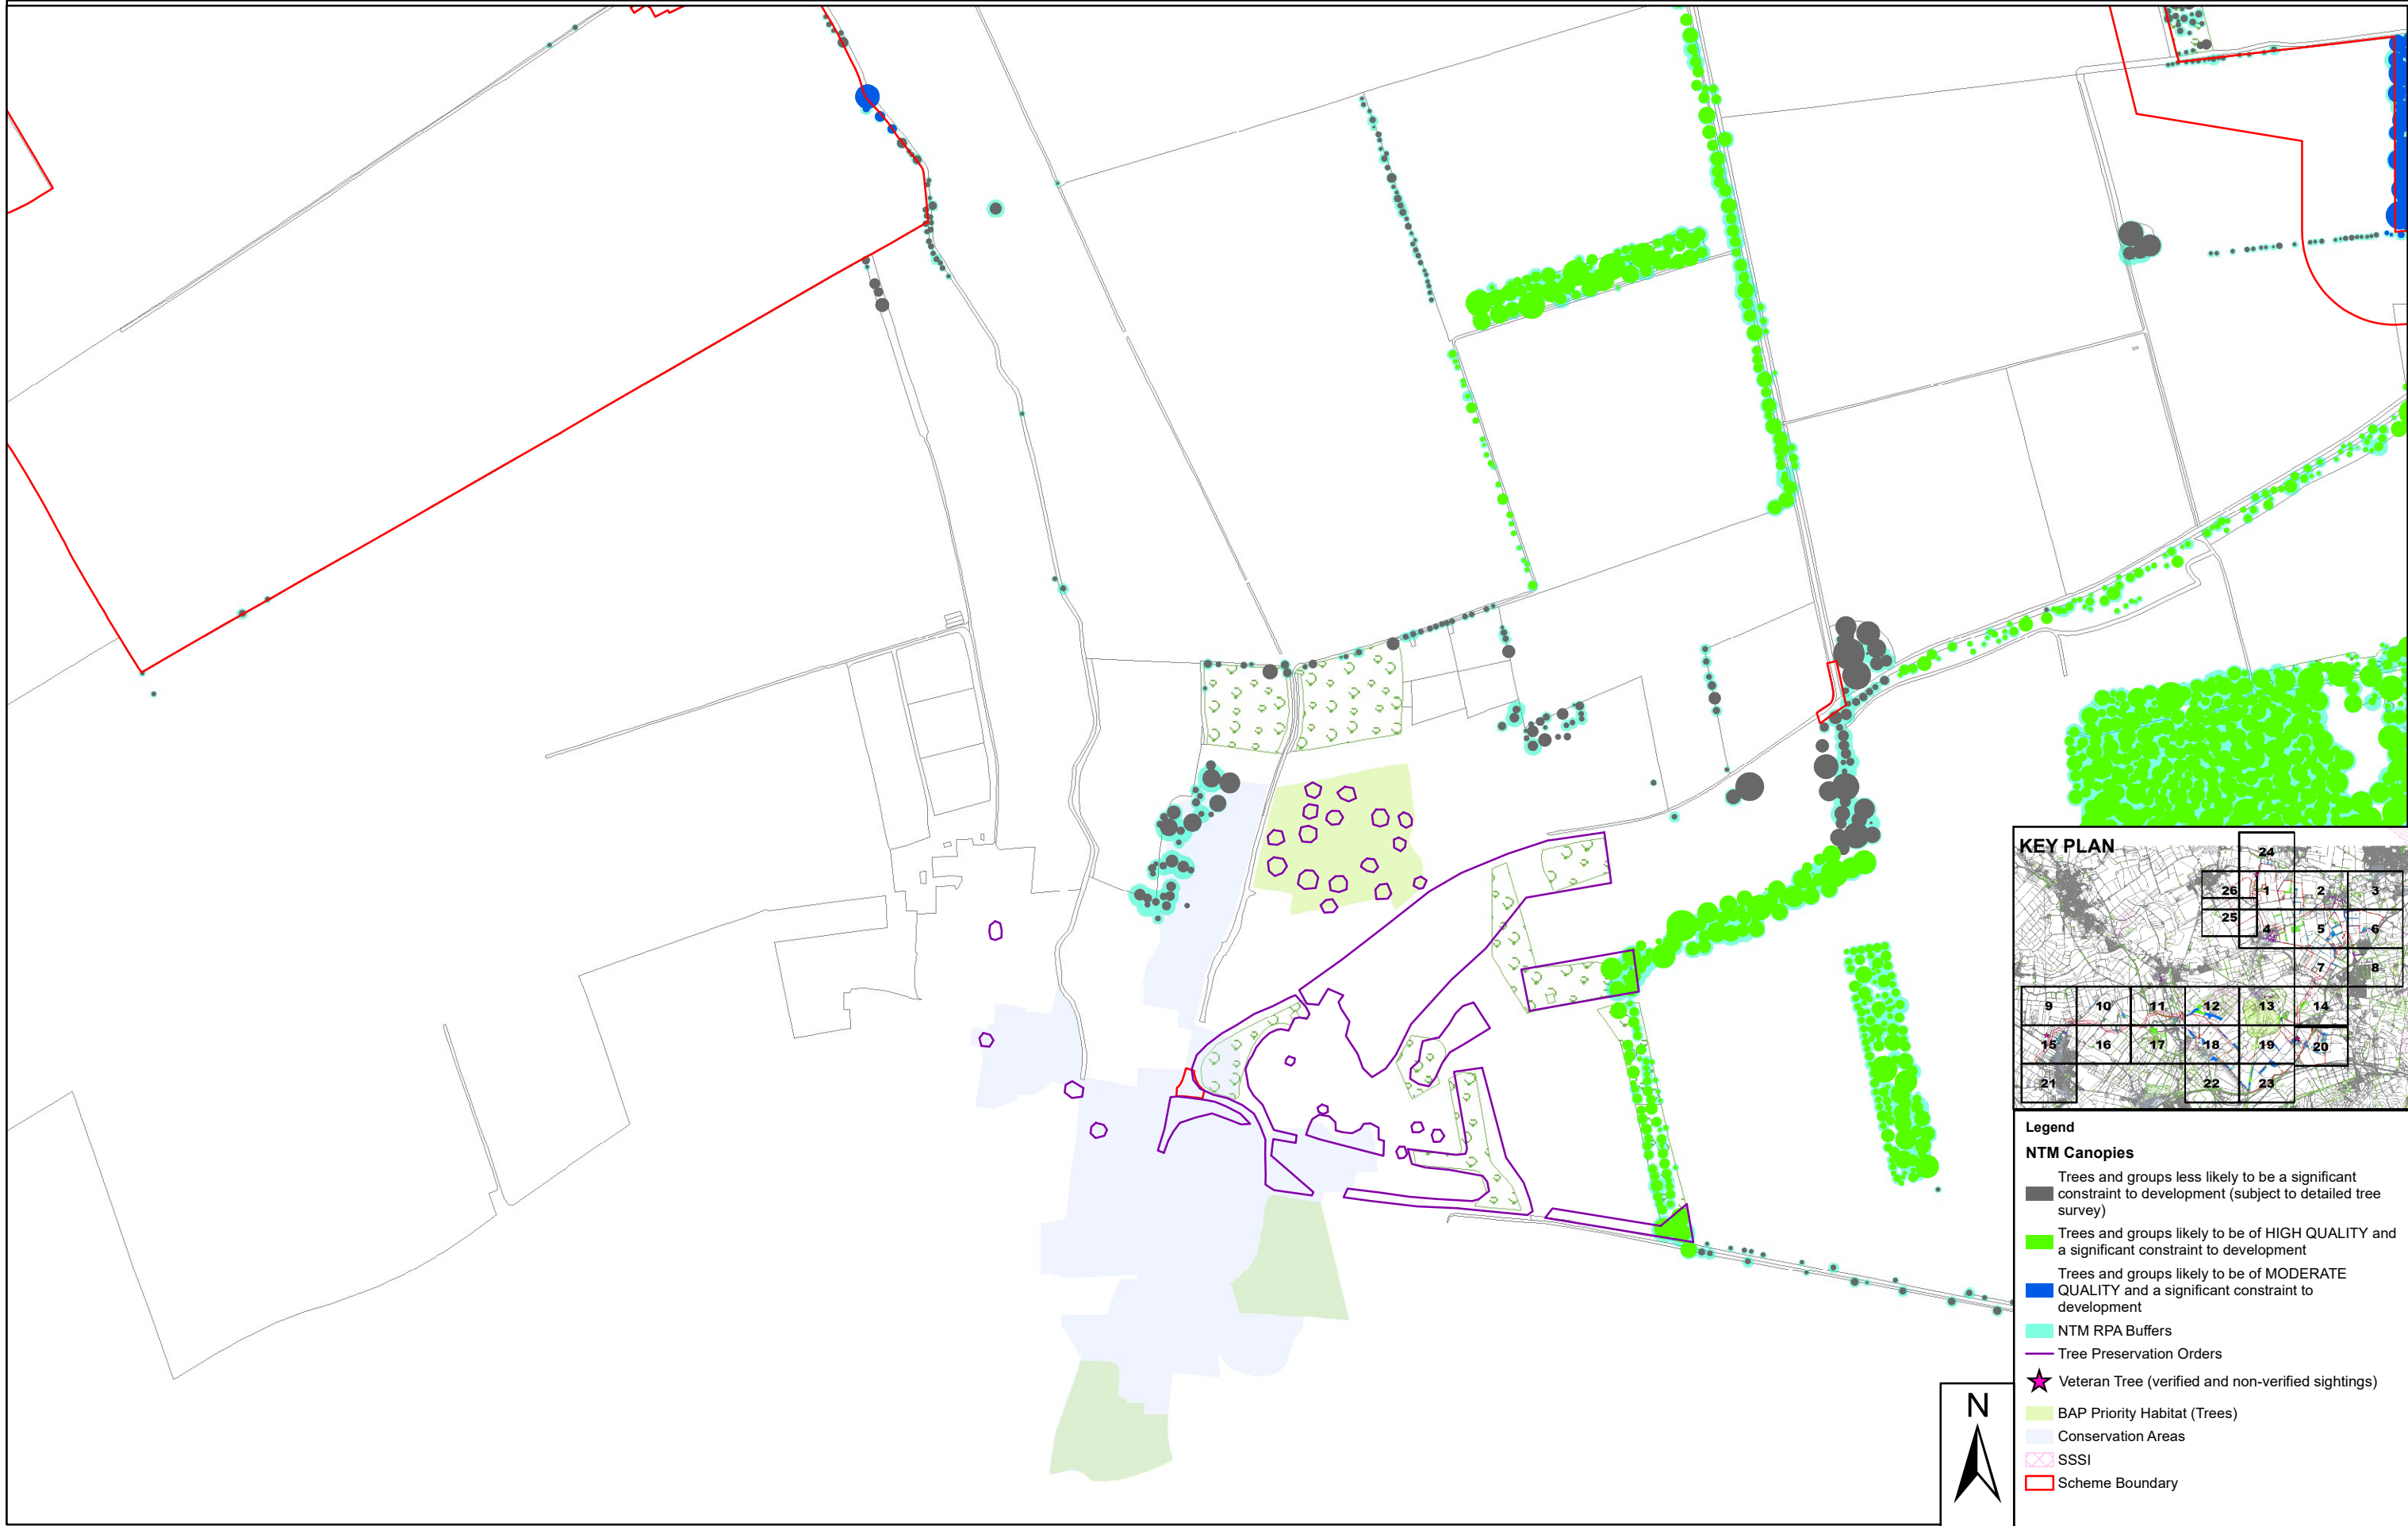 KEY PLAN
24
26
1
2
3
25
4
5
6
7
8
9
10
11
12
13
14
15
16
17
18
19
20
21
22
23
Legend
NTM Canopies
Trees and groups less likely to be a significant
constraint to development (subject to detailed tree
survey)
Trees and groups likely to be of HIGH QUALITY and
a significant constraint to development
Trees and groups likely to be of MODERATE
QUALITY and a significant constraint to
development
NTM RPA Buffers
Tree Preservation Orders
Veteran Tree (verified and non-verified sightings)
BAP Priority Habitat (Trees)
Conservation Areas
SSSI
Scheme Boundary
N